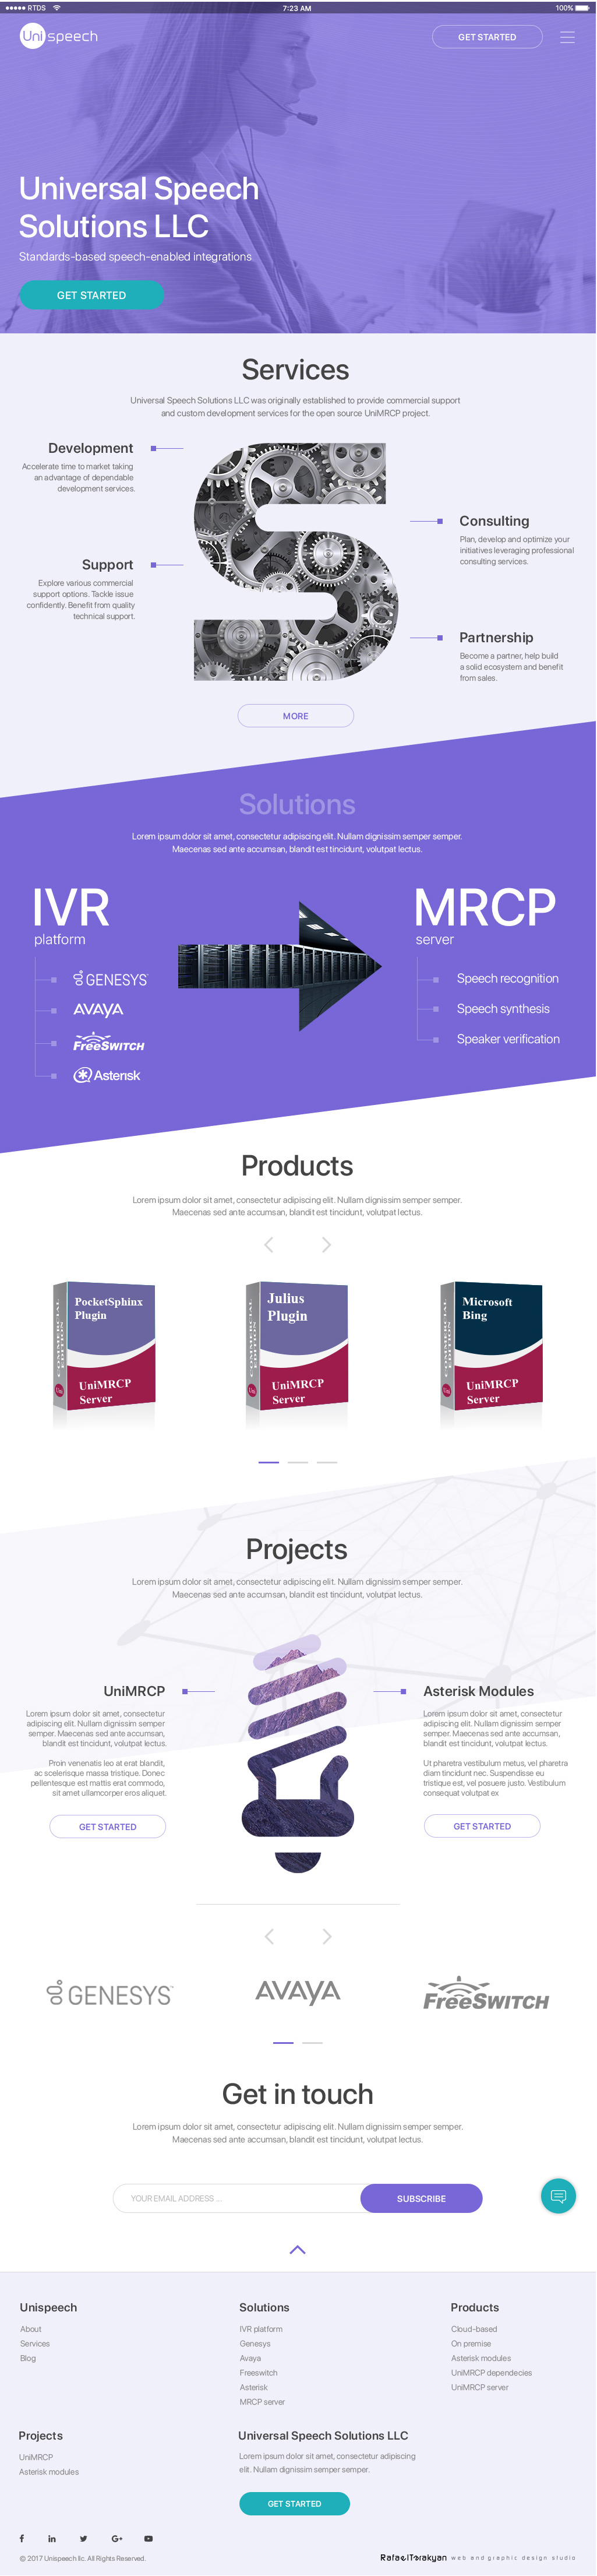 RTDS
7:23 AM
100%
Uni speech
GET STARTED
Universal Speech
Solutions LLC
Standards-based speech-enabled integrations
GET STARTED
Services
Universal Speech Solutions LLC was originally established to provide commercial support
and custom development services for the open source UniMRCP project.
Development
Accelerate time to market taking
an advantage of dependable
development services.
Consulting
Plan, develop and optimize your
initiatives leveraging professional
consulting services.
Support
Explore various commercial
support options. Tackle issue
confidently. Benefit from quality
technical support.
Partnership
Become a partner, help build
a solid ecosystem and benefit
from sales.
MORE
Solutions
Lorem ipsum dolor sit amet, consectetur adipiscing elit. Nullam dignissim semper semper.
Maecenas sed ante accumsan, blandit est tincidunt, volutpat lectus.
IVR
platform
GENESYS
AVAYA
FreeSWITCH
Asterisk
MRCP
server
Speech recognition
Speech synthesis
Speaker verification
Products
Lorem ipsum dolor sit amet, consectetur adipiscing elit. Nullam dignissim semper semper.
Maecenas sed ante accumsan, blandit est tincidunt, volutpat lectus.
COMMERCIAL
EDITION
Uni
PocketSphinx
Plugin
UniMRCP
Server
COMMERCIAL
EDITION
Uni
Julius
Plugin
UniMRCP
Server
COMMERCIAL
EDITION
Uni
Microsoft
Bing
UniMRCP
Server
Projects
Lorem ipsum dolor sit amet, consectetur adipiscing elit. Nullam dignissim semper semper.
Maecenas sed ante accumsan, blandit est tincidunt, volutpat lectus.
UniMRCP
Lorem ipsum dolor sit amet, consectetur
adipiscing elit. Nullam dignissim semper
semper. Maecenas sed ante accumsan,
blandit est tincidunt, volutpat lectus.
Proin venenatis leo at erat blandit,
ac scelerisque massa tristique. Donec
pellentesque est mattis erat commodo,
sit amet ullamcorper eros aliquet.
GET STARTED
Asterisk Modules
Lorem ipsum dolor sit amet, consectetur
adipiscing elit. Nullam dignissim semper
semper. Maecenas sed ante accumsan,
blandit est tincidunt, volutpat lectus.
Ut pharetra vestibulum metus, vel pharetra
diam tincidunt nec. Suspendisse eu
tristique est, vel posuere justo. Vestibulum
consequat volutpat ex
GET STARTED
GENESYS
AVAYA
FreeSWITCH
Get in touch
Lorem ipsum dolor sit amet, consectetur adipiscing elit. Nullam dignissim semper semper.
Maecenas sed ante accumsan, blandit est tincidunt, volutpat lectus.
YOUR EMAIL ADDRESS ...
SUBSCRIBE
Unispeech
About
Services
Blog
Solutions
IVR platform
Genesys
Avaya
Freeswitch
Asterisk
MRCP server
Products
Cloud-based
On premise
Asterisk modules
UniMRCP dependecies
UniMRCP server
Projects
UniMRCP
Asterisk modules
Universal Speech Solutions LLC
Lorem ipsum dolor sit amet, consectetur adipiscing
elit. Nullam dignissim semper semper.
GET STARTED
© 2017 Unispeech llc. All Rights Reserved.
RafaelTorakyan web and graphic design studio